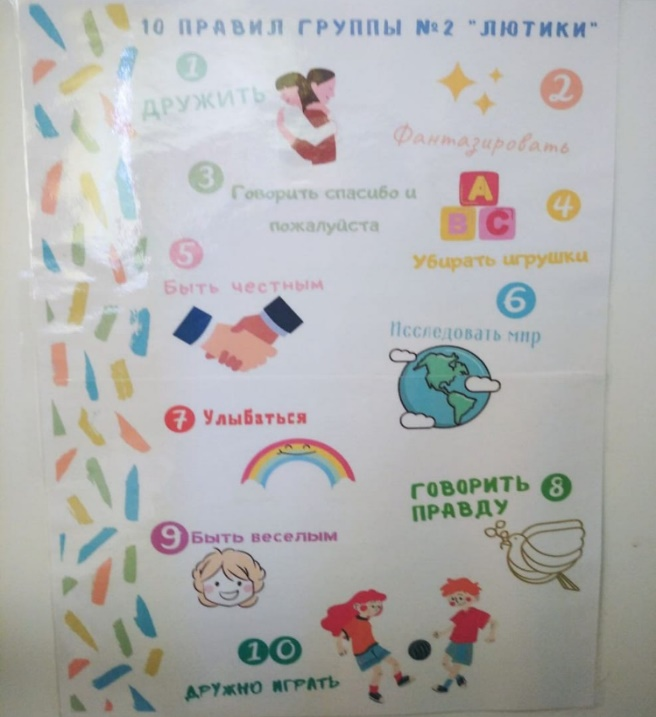 10 ПРАВИЛ ГРУППЫ №2 "ЛЮТИКИ"
1
ДРУЖИТЬ
2
Фантазировать
3
Говорить спасибо и
пожалуйста
4
A
B C
Убирать игрушки
5
Быть честным
6
Исследовать мир
7 Улыбаться
ГОВОРИТЬ 8
ПРАВДУ
9 Быть веселым
10
ДРУЖНО ИГРАТЬ